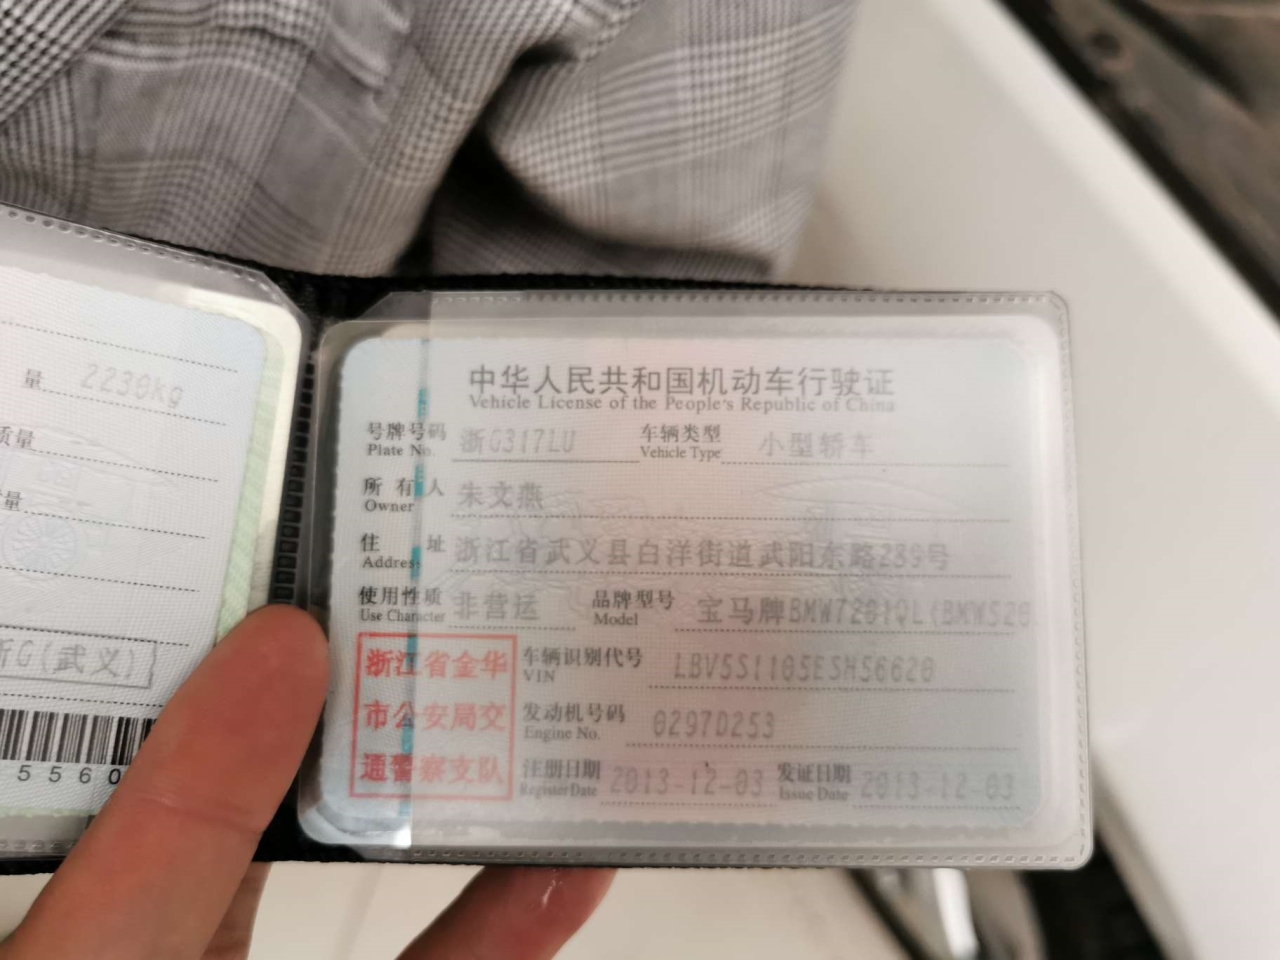 量 2230kg
质量
量
浙G(武义)
5560
中华人民共和国机动车行驶证
Vehicle License of the People's Republic of China
号牌号码 浙G317LU 车辆类型 小型轿车
Plate No. Vehicle Type
所有人 朱文燕
Owner
住址 浙江省武义县白洋街道武阳东路239号
Address
使用性质 非营运 品牌型号 宝马牌BMW7201QL(BMW520
Use Character Model
浙江省金华
市公安局交
通警察支队
车辆识别代号 LBV5S1105ESH56620
VIN
发动机号码 0297D253
Engine No.
注册日期 2013-12-03 发证日期 2013-12-03
Register Date Issue Date